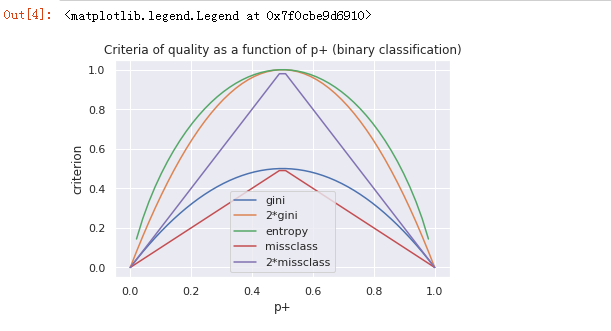 Out[4]: <matplotlib.legend.Legend at 0x7f0cbe9d6910>
Criteria of quality as a function of p+ (binary classification)
1.0
0.8
0.6
0.4
0.2
0.0
criterion
gini
2*gini
entropy
missclass
2*missclass
0.0 0.2 0.4 0.6 0.8 1.0
p+